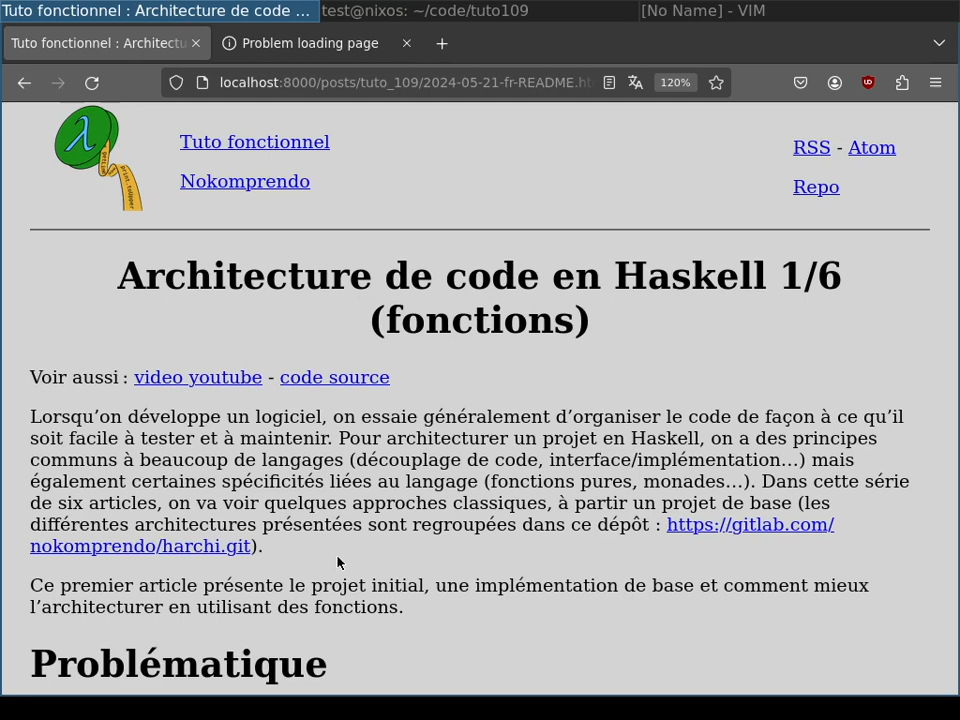 Tuto fonctionnel : Architecture de code ... test@nixos: ~/code/tuto109 [No Name] - VIM
Tuto fonctionnel : Architectu Problem loading page
localhost:8000/posts/tuto_109/2024-05-21-fr-README.ht 120%
Tuto fonctionnel
Nokomprendo
RSS - Atom
Repo
Architecture de code en Haskell 1/6
(fonctions)
Voir aussi : video youtube - code source
Lorsqu’on développe un logiciel, on essaie généralement d’organiser le code de façon à ce qu’il
soit facile à tester et à maintenir. Pour architecturer un projet en Haskell, on a des principes
communs à beaucoup de langages (découplage de code, interface/implémentation…) mais
également certaines spécificités liées au langage (fonctions pures, monades…). Dans cette série
de six articles, on va voir quelques approches classiques, à partir un projet de base (les
différentes architectures présentées sont regroupées dans ce dépôt : https://gitlab.com/
nokomprendo/harchi.git).
Ce premier article présente le projet initial, une implémentation de base et comment mieux
l’architecturer en utilisant des fonctions.
Problématique